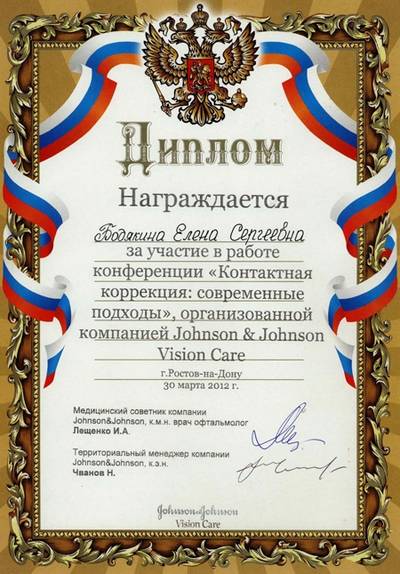 Диплом
Награждается
Бодякина Елена Сергеевна
за участие в работе
конференции «Контактная
коррекция: современные
подходы», организованной
компанией Johnson & Johnson
Vision Care
г.Ростов-на-Дону
30 марта 2012 г.
Медицинский советник компании
Johnson&Johnson, к.м.н. врач офтальмолог
Лещенко И.А.
Территориальный менеджер компании
Johnson&Johnson, к.э.н.
Чванов Н.
Johnson & Johnson
Vision Care